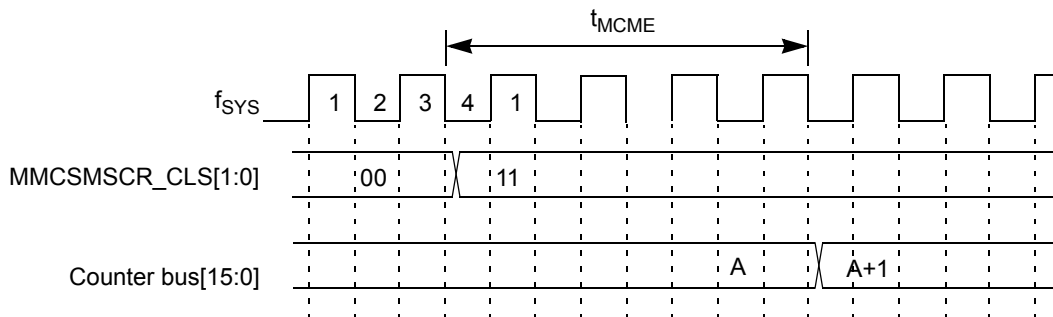 tMCME
fSYS 1 2 3 4 1
MMCSMSCR_CLS[1:0] 00 11
Counter bus[15:0] A A+1